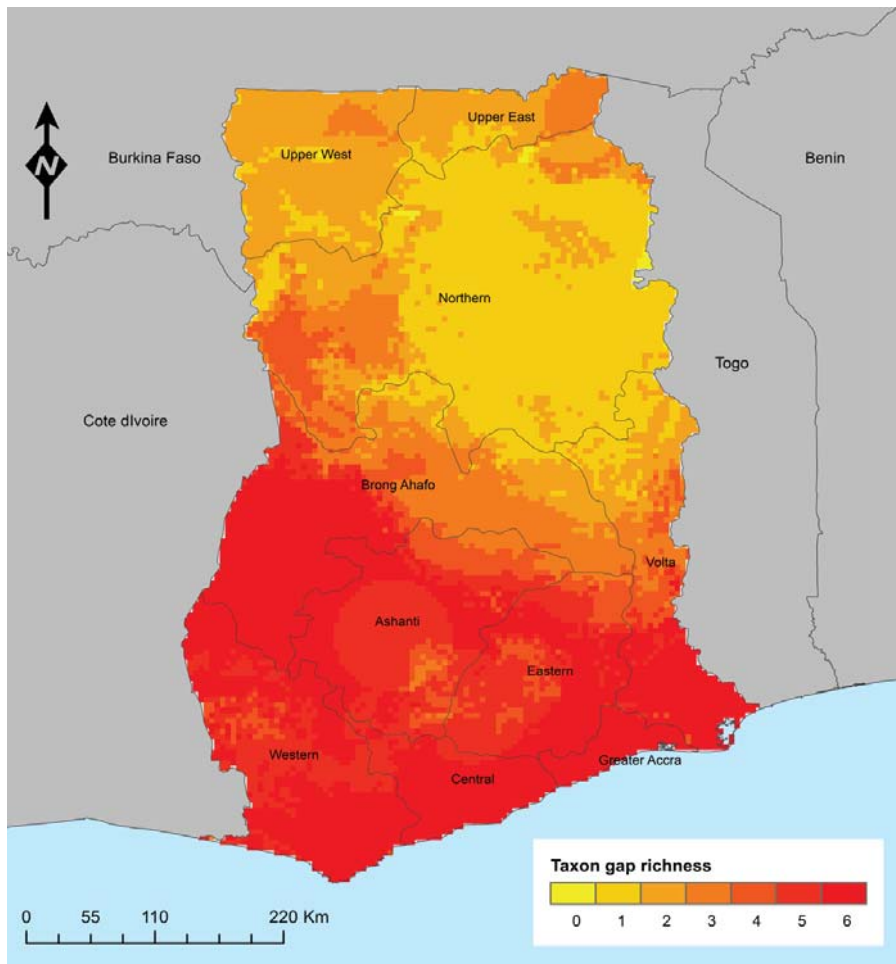 Upper East
N
Burkina Faso
Upper West
Benin
Northern
Togo
Cote dIvoire
Brong Ahafo
Volta
Ashanti
Eastern
Western
Central
Greater Accra
Taxon gap richness
0 1 2 3 4 5 6
0 55 110 220 Km